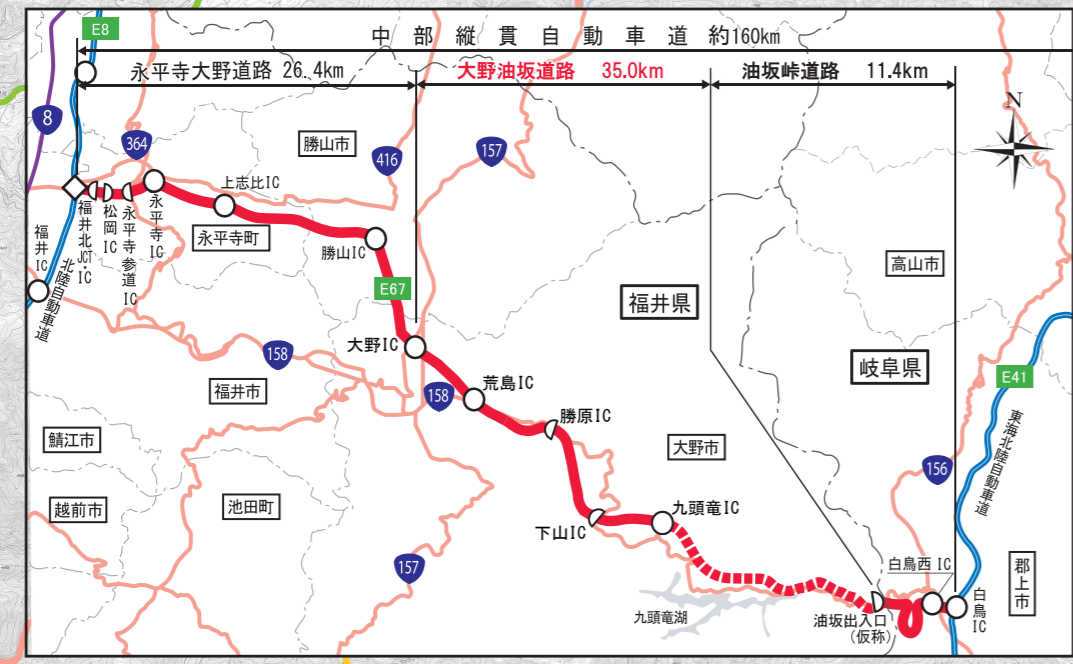 E8
中部縦貫自動車道 約160km
永平寺大野道路 26.4km
大野油坂道路 35.0km
油坂峠道路 11.4km
N
8
364
勝山市
416
157
上志比IC
福井北JCT・IC
松岡IC
永平寺参道IC
永平寺IC
永平寺町
勝山IC
福井IC
北陸自動車道
E67
高山市
福井県
大野IC
158
岐阜県
E41
荒島IC
158
福井市
勝原IC
東海北陸自動車道
鯖江市
大野市
156
越前市
池田町
九頭竜IC
下山IC
白鳥西IC
郡上市
157
九頭竜湖
油坂出入口
(仮称)
白鳥IC